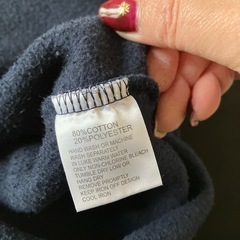 80%COTTON
20%POLYESTER
HAND WASH OR MACHINE
WASH SEPARATELY
IN LUKE WARM WATER
ONLY NON-CHLORINE BLEACH
TUMBLE DRY LOW OR
HANG DRY
REMOVE PROMPTLY
KEEP IRON OFF DESIGN
COOL IRON